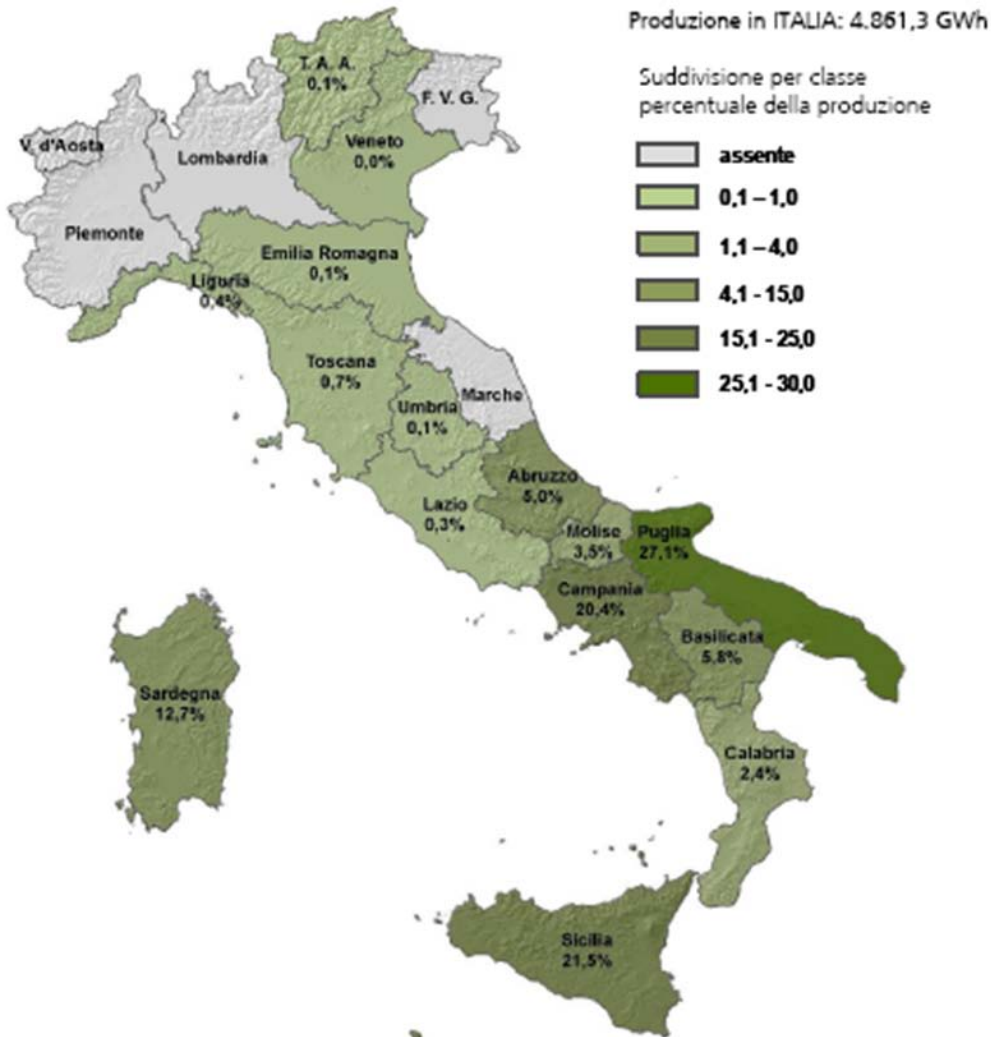 Produzione in ITALIA: 4.861,3 GWh
Suddivisione per classe
percentuale della produzione
assente
0,1 – 1,0
1,1 – 4,0
4,1 - 15,0
15,1 - 25,0
25,1 - 30,0
T. A. A.
0,1%
F. V. G.
V. d'Aosta
Lombardia
Veneto
0,0%
Piemonte
Emilia Romagna
0,1%
Liguria
0,4%
Toscana
0,7%
Marche
Umbria
0,1%
Abruzzo
5,0%
Lazio
0,3%
Molise
3,5%
Puglia
27,1%
Campania
20,4%
Basilicata
5,8%
Sardegna
12,7%
Calabria
2,4%
Sicilia
21,5%